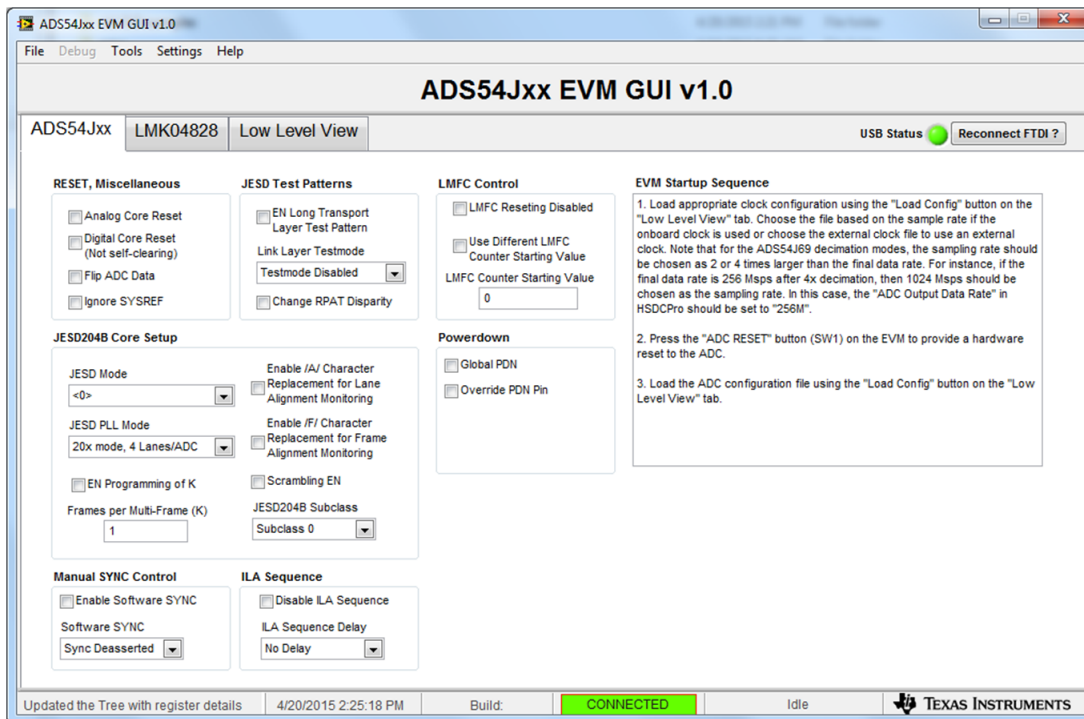 ADS54Jxx EVM GUI v1.0
File Debug Tools Settings Help
ADS54Jxx EVM GUI v1.0
ADS54Jxx LMK04828 Low Level View
USB Status Reconnect FTDI ?
RESET, Miscellaneous
Analog Core Reset
Digital Core Reset
(Not self-clearing)
Flip ADC Data
Ignore SYSREF
JESD Test Patterns
EN Long Transport
Layer Test Pattern
Link Layer Testmode
Testmode Disabled
Change RPAT Disparity
LMFC Control
LMFC Reseting Disabled
Use Different LMFC
Counter Starting Value
LMFC Counter Starting Value
0
EVM Startup Sequence
1. Load appropriate clock configuration using the "Load Config" button on the
"Low Level View" tab. Choose the file based on the sample rate if the
onboard clock is used or choose the external clock file to use an external
clock. Note that for the ADS54J69 decimation modes, the sampling rate should
be chosen as 2 or 4 times larger than the final data rate. For instance, if the
final data rate is 256 Msps after 4x decimation, then 1024 Msps should be
chosen as the sampling rate. In this case, the "ADC Output Data Rate" in
HSDCPro should be set to "256M".
2. Press the "ADC RESET" button (SW1) on the EVM to provide a hardware
reset to the ADC.
3. Load the ADC configuration file using the "Load Config" button on the "Low
Level View" tab.
JESD204B Core Setup
JESD Mode
<0>
JESD PLL Mode
20x mode, 4 Lanes/ADC
EN Programming of K
Frames per Multi-Frame (K)
1
Enable /A/ Character
Replacement for Lane
Alignment Monitoring
Enable /F/ Character
Replacement for Frame
Alignment Monitoring
Scrambling EN
JESD204B Subclass
Subclass 0
Powerdown
Global PDN
Override PDN Pin
Manual SYNC Control
Enable Software SYNC
Software SYNC
Sync Deasserted
ILA Sequence
Disable ILA Sequence
ILA Sequence Delay
No Delay
Updated the Tree with register details 4/20/2015 2:25:18 PM Build: CONNECTED Idle TEXAS INSTRUMENTS